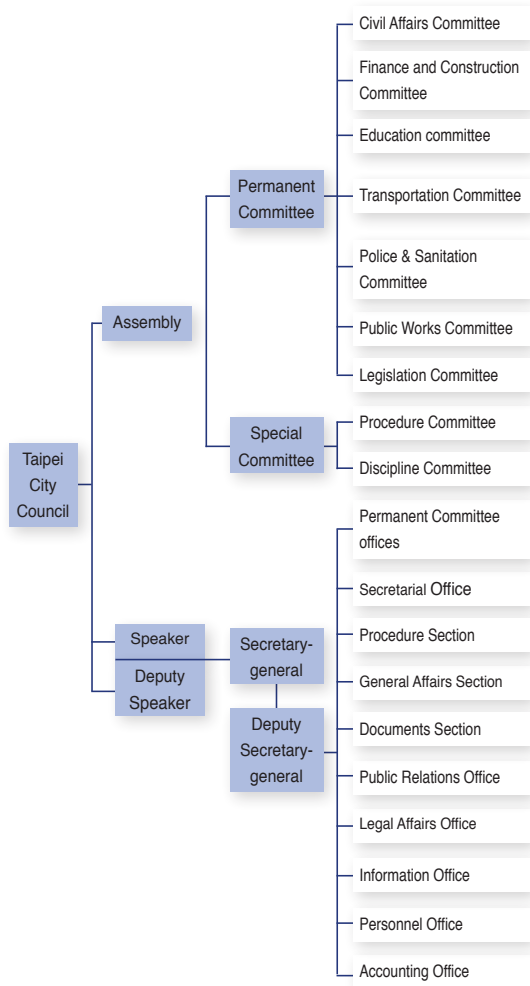 Taipei
City
Council
Assembly
Permanent
Committee
Civil Affairs Committee
Finance and Construction
Committee
Education committee
Transportation Committee
Police & Sanitation
Committee
Public Works Committee
Legislation Committee
Special
Committee
Procedure Committee
Discipline Committee
Speaker
Deputy
Speaker
Secretary-
general
Deputy
Secretary-
general
Permanent Committee
offices
Secretarial Office
Procedure Section
General Affairs Section
Documents Section
Public Relations Office
Legal Affairs Office
Information Office
Personnel Office
Accounting Office